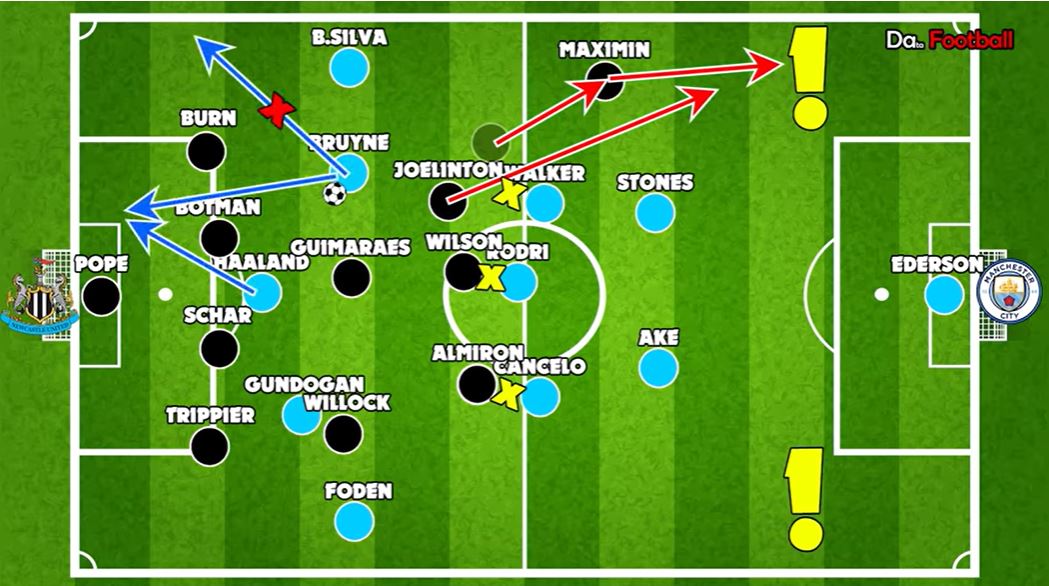 B.SILVA
MAXIMIN
Dato Football
BURN
BRUYNE
JOELINTON
WALKER
STONES
BOTMAN
GUIMARAES
WILSON
RODRI
POPE
HAALAND
EDERSON
NEWCASTLE UNITED
MANCHESTER
CITY
SCHAR
AKE
ALMIRON
CANCELO
GUNDOGAN
WILLOCK
TRIPPIER
FODEN